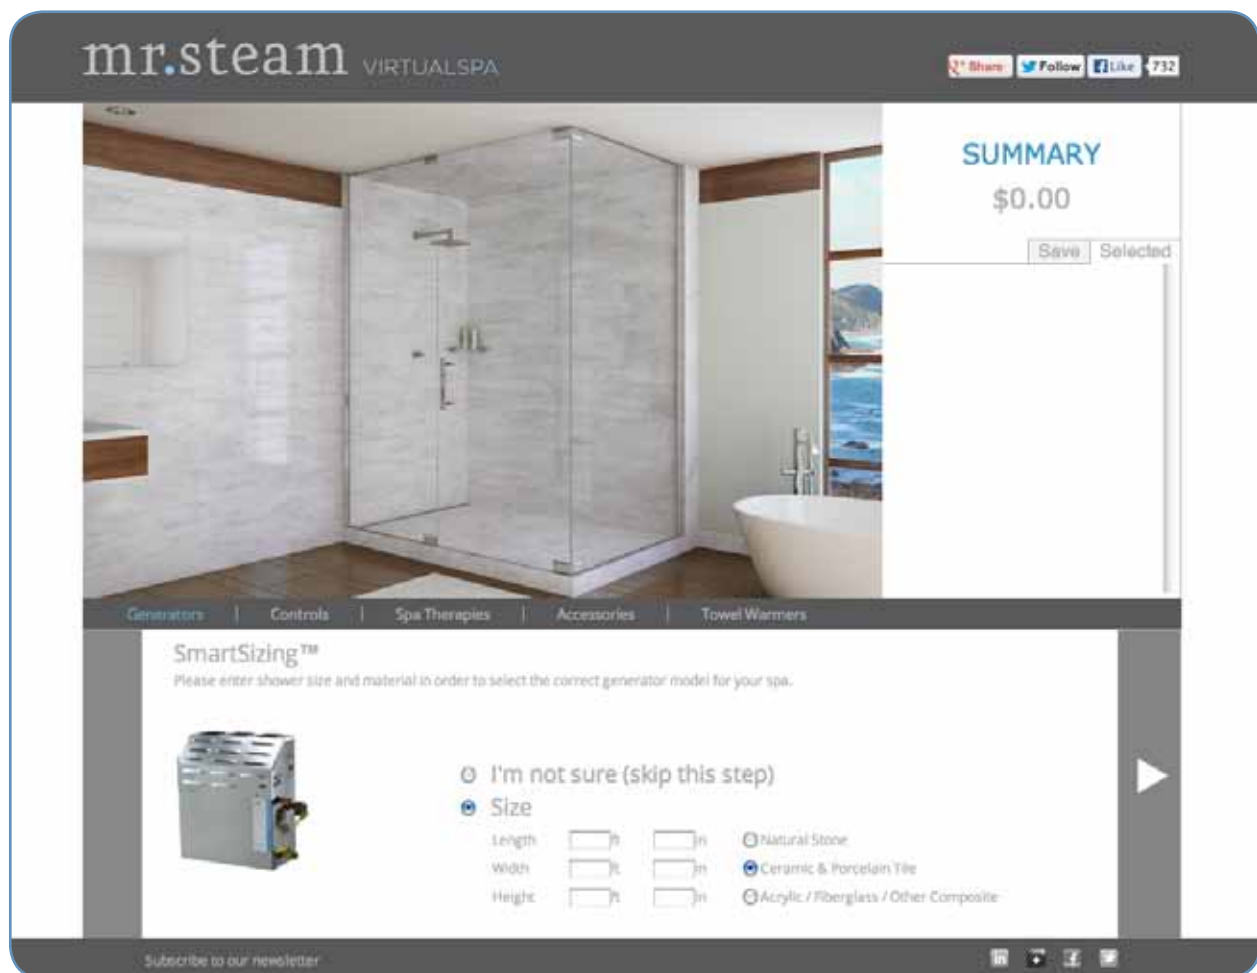 mr.steam VIRTUALSPA
Share Follow Like 732
SUMMARY
$0.00
Save Selected
Generators | Controls | Spa Therapies | Accessories | Towel Warmers
SmartSizing™
Please enter shower size and material in order to select the correct generator model for your spa.
I'm not sure (skip this step)
Size
Length ft in Natural Stone
Width ft in Ceramic & Porcelain Tile
Height ft in Acrylic / Fiberglass / Other Composite
Subscribe to our newsletter